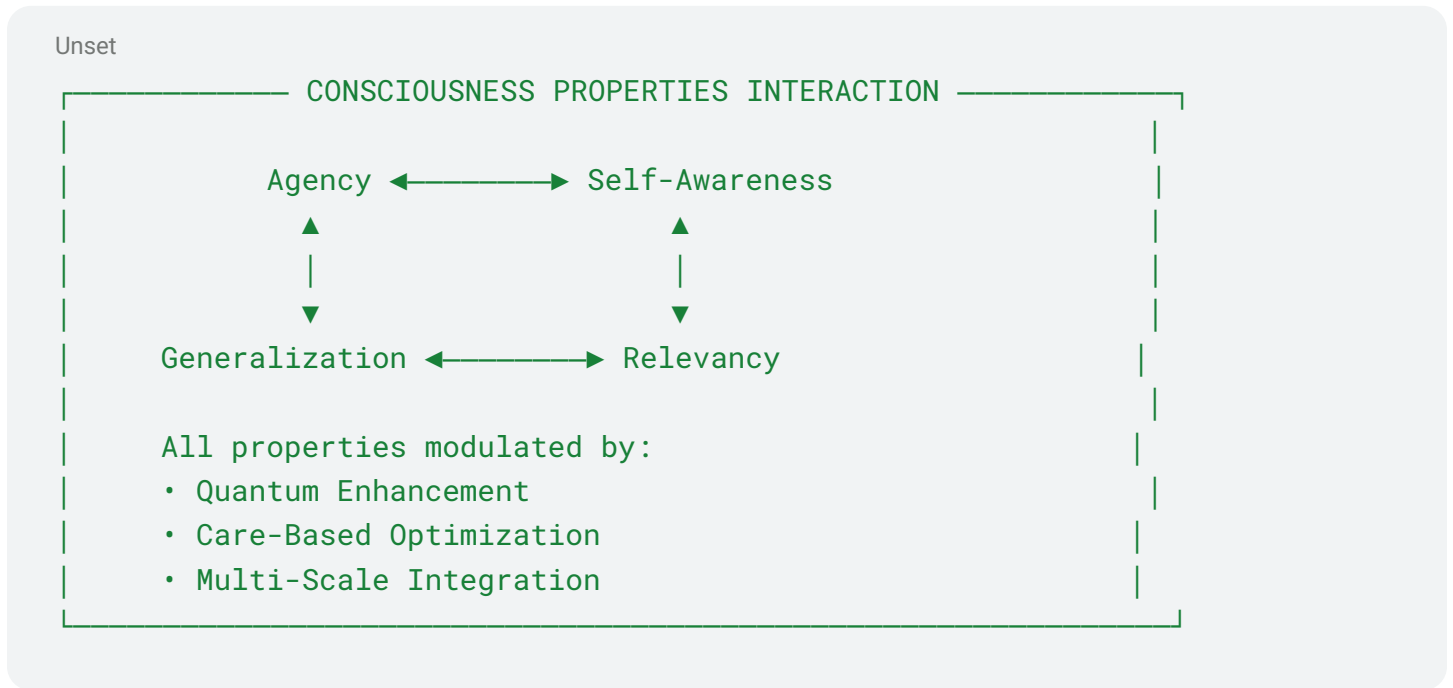 Unset
CONSCIOUSNESS PROPERTIES INTERACTION
Agency ◄────────► Self-Awareness
▲ ▲
│ │
▼ ▼
Generalization ◄────────► Relevancy
All properties modulated by:
• Quantum Enhancement
• Care-Based Optimization
• Multi-Scale Integration